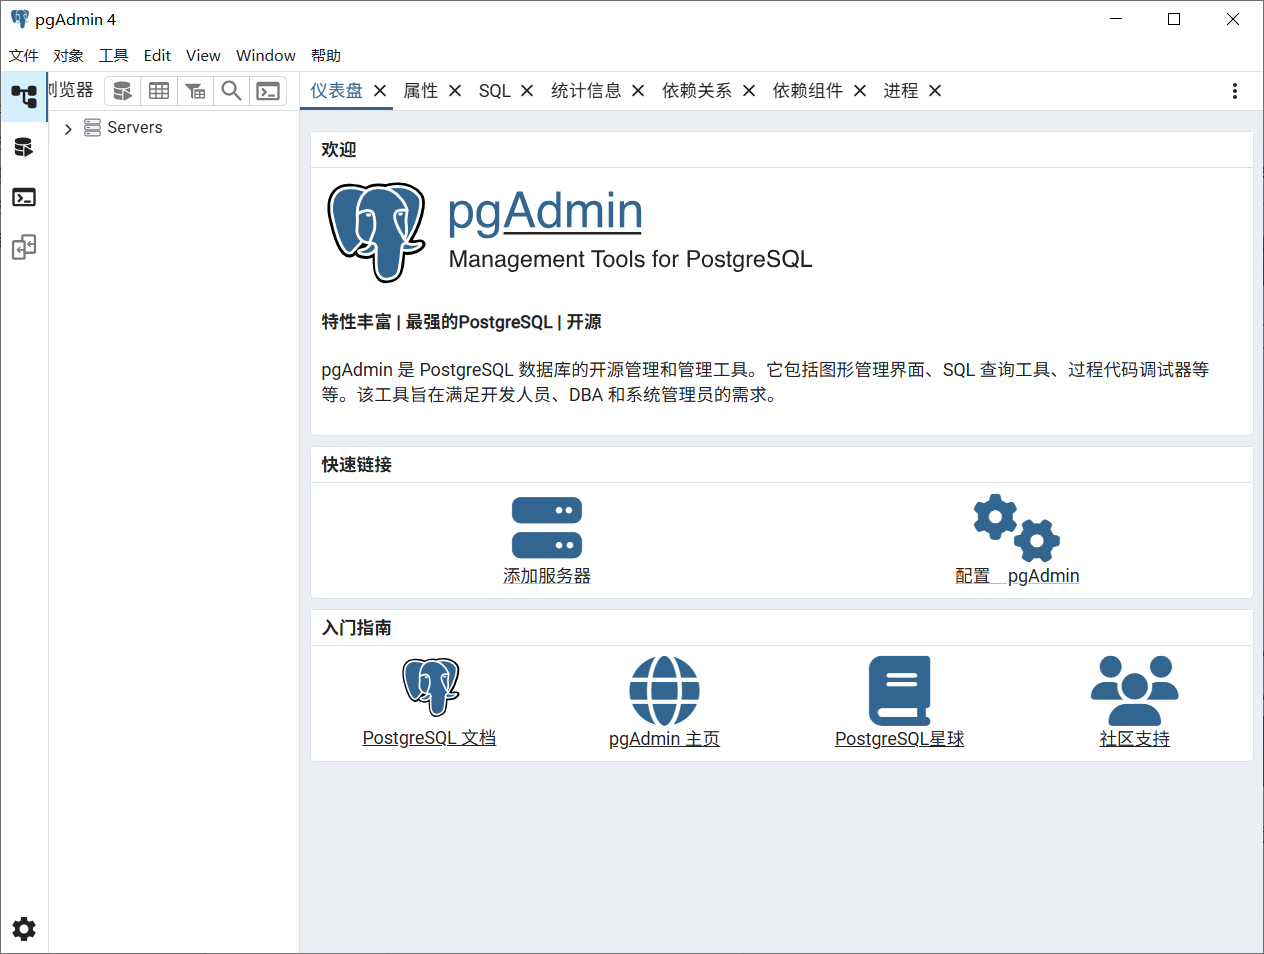 pgAdmin 4
文件 对象 工具 Edit View Window 帮助
浏览器
仪表盘 属性 SQL 统计信息 依赖关系 依赖组件 进程
Servers
欢迎
pgAdmin
Management Tools for PostgreSQL
特性丰富 | 最强的PostgreSQL | 开源
pgAdmin 是 PostgreSQL 数据库的开源管理和管理工具。它包括图形管理界面、SQL 查询工具、过程代码调试器等
等。该工具旨在满足开发人员、DBA 和系统管理员的需求。
快速链接
添加服务器 配置 pgAdmin
入门指南
PostgreSQL 文档 pgAdmin 主页 PostgreSQL星球 社区支持